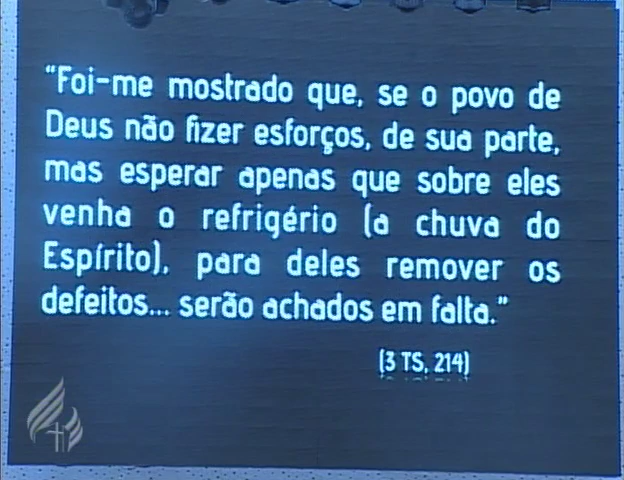 “Foi-me mostrado que, se o povo de
Deus não fizer esforços, de sua parte,
mas esperar apenas que sobre eles
venha o refrigério (a chuva do
Espírito), para deles remover os
defeitos... serão achados em falta.”
(3 TS, 214)